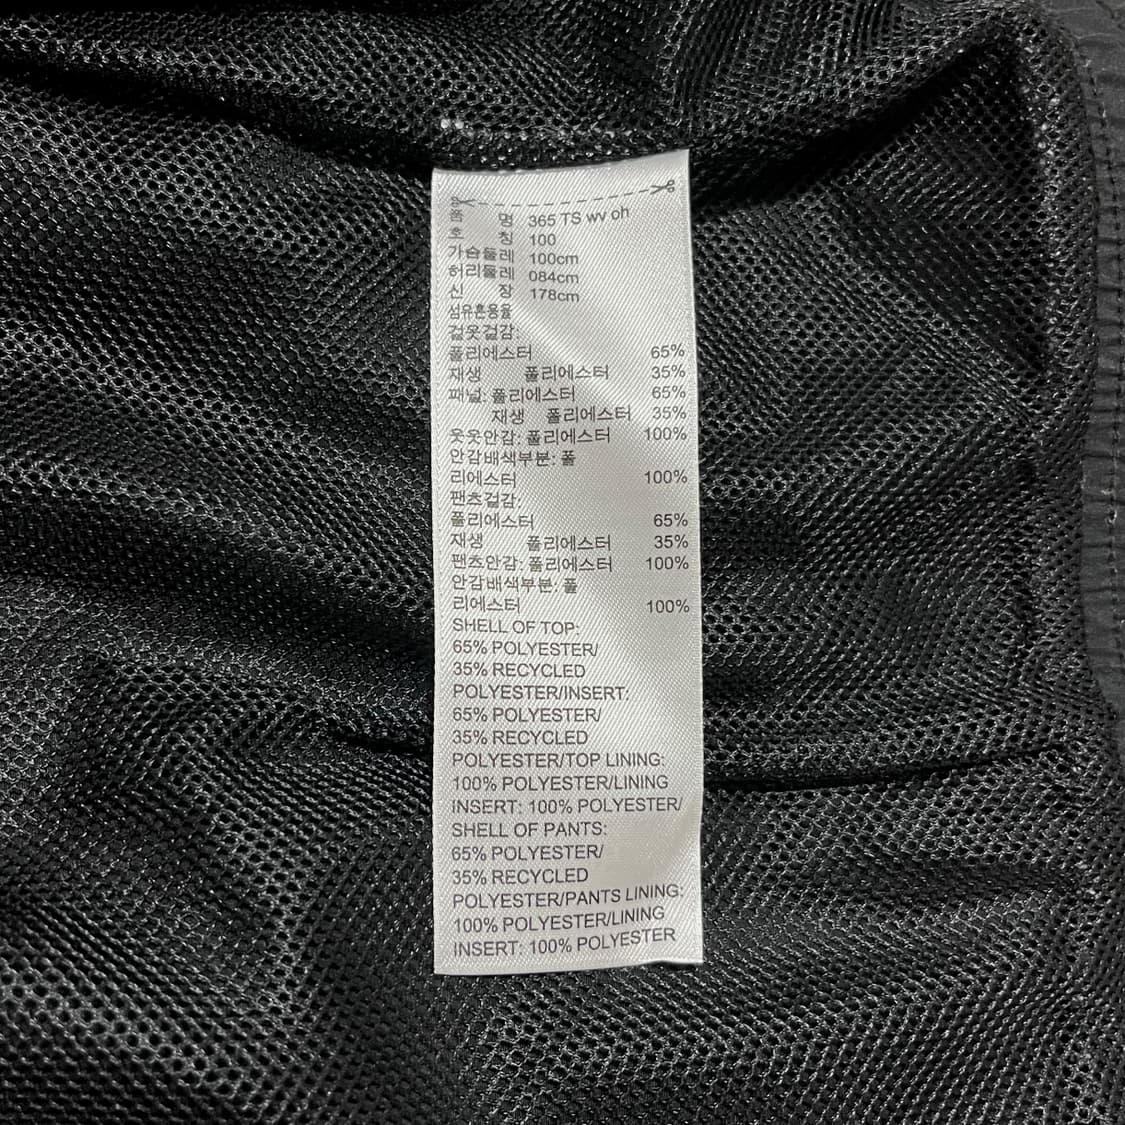 품 명 365 TS wv oh
호 칭 100
가슴둘레 100cm
허리둘레 084cm
신 장 178cm
섬유혼용율
겉옷겉감:
폴리에스터 65%
재생 폴리에스터 35%
패널: 폴리에스터 65%
재생 폴리에스터 35%
웃옷안감: 폴리에스터 100%
안감배색부분: 폴
리에스터 100%
팬츠겉감:
폴리에스터 65%
재생 폴리에스터 35%
팬츠안감: 폴리에스터 100%
안감배색부분: 폴
리에스터 100%
SHELL OF TOP:
65% POLYESTER/
35% RECYCLED
POLYESTER/INSERT:
65% POLYESTER/
35% RECYCLED
POLYESTER/TOP LINING:
100% POLYESTER/LINING
INSERT: 100% POLYESTER/
SHELL OF PANTS:
65% POLYESTER/
35% RECYCLED
POLYESTER/PANTS LINING:
100% POLYESTER/LINING
INSERT: 100% POLYESTER